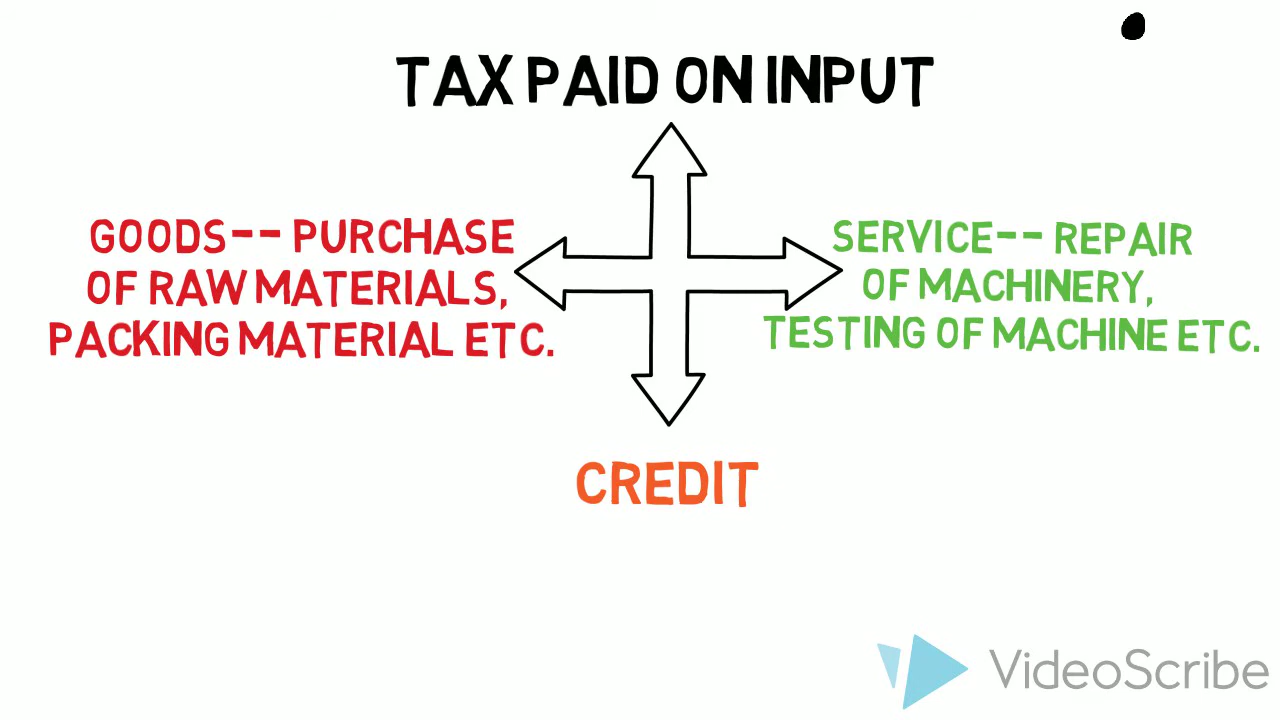 TAX PAID ON INPUT
GOODS-- PURCHASE
OF RAW MATERIALS,
PACKING MATERIAL ETC.
SERVICE-- REPAIR
OF MACHINERY,
TESTING OF MACHINE ETC.
CREDIT
VideoScribe